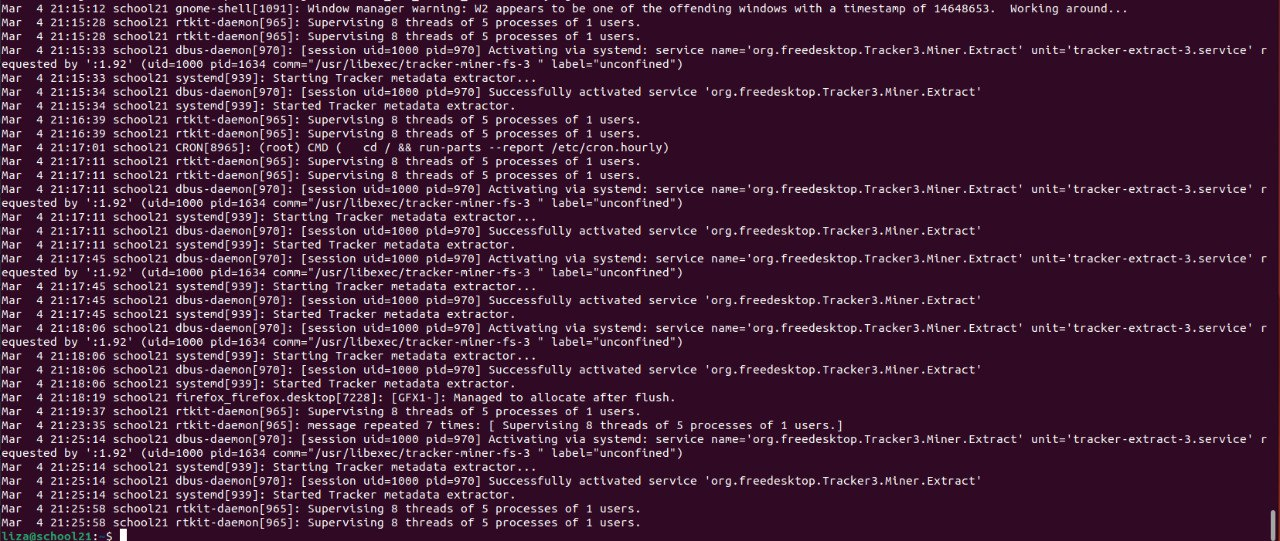 Mar  4 21:15:12 school21 gnome-shell[1091]: Window manager warning: W2 appears to be one of the offending windows with a timestamp of 14648653.  Working around...
Mar  4 21:15:28 school21 rtkit-daemon[965]: Supervising 8 threads of 5 processes of 1 users.
Mar  4 21:15:28 school21 rtkit-daemon[965]: Supervising 8 threads of 5 processes of 1 users.
Mar  4 21:15:33 school21 dbus-daemon[970]: [session uid=1000 pid=970] Activating via systemd: service name='org.freedesktop.Tracker3.Miner.Extract' unit='tracker-extract-3.service' r
equested by ':1.92' (uid=1000 pid=1634 comm="/usr/libexec/tracker-miner-fs-3 " label="unconfined")
Mar  4 21:15:33 school21 systemd[939]: Starting Tracker metadata extractor...
Mar  4 21:15:34 school21 dbus-daemon[970]: [session uid=1000 pid=970] Successfully activated service 'org.freedesktop.Tracker3.Miner.Extract'
Mar  4 21:15:34 school21 systemd[939]: Started Tracker metadata extractor.
Mar  4 21:16:39 school21 rtkit-daemon[965]: Supervising 8 threads of 5 processes of 1 users.
Mar  4 21:16:39 school21 rtkit-daemon[965]: Supervising 8 threads of 5 processes of 1 users.
Mar  4 21:17:01 school21 CRON[8965]: (root) CMD (   cd / && run-parts --report /etc/cron.hourly)
Mar  4 21:17:11 school21 rtkit-daemon[965]: Supervising 8 threads of 5 processes of 1 users.
Mar  4 21:17:11 school21 rtkit-daemon[965]: Supervising 8 threads of 5 processes of 1 users.
Mar  4 21:17:11 school21 dbus-daemon[970]: [session uid=1000 pid=970] Activating via systemd: service name='org.freedesktop.Tracker3.Miner.Extract' unit='tracker-extract-3.service' r
equested by ':1.92' (uid=1000 pid=1634 comm="/usr/libexec/tracker-miner-fs-3 " label="unconfined")
Mar  4 21:17:11 school21 systemd[939]: Starting Tracker metadata extractor...
Mar  4 21:17:11 school21 dbus-daemon[970]: [session uid=1000 pid=970] Successfully activated service 'org.freedesktop.Tracker3.Miner.Extract'
Mar  4 21:17:11 school21 systemd[939]: Started Tracker metadata extractor.
Mar  4 21:17:45 school21 dbus-daemon[970]: [session uid=1000 pid=970] Activating via systemd: service name='org.freedesktop.Tracker3.Miner.Extract' unit='tracker-extract-3.service' r
equested by ':1.92' (uid=1000 pid=1634 comm="/usr/libexec/tracker-miner-fs-3 " label="unconfined")
Mar  4 21:17:45 school21 systemd[939]: Starting Tracker metadata extractor...
Mar  4 21:17:45 school21 dbus-daemon[970]: [session uid=1000 pid=970] Successfully activated service 'org.freedesktop.Tracker3.Miner.Extract'
Mar  4 21:17:45 school21 systemd[939]: Started Tracker metadata extractor.
Mar  4 21:18:06 school21 dbus-daemon[970]: [session uid=1000 pid=970] Activating via systemd: service name='org.freedesktop.Tracker3.Miner.Extract' unit='tracker-extract-3.service' r
equested by ':1.92' (uid=1000 pid=1634 comm="/usr/libexec/tracker-miner-fs-3 " label="unconfined")
Mar  4 21:18:06 school21 systemd[939]: Starting Tracker metadata extractor...
Mar  4 21:18:06 school21 dbus-daemon[970]: [session uid=1000 pid=970] Successfully activated service 'org.freedesktop.Tracker3.Miner.Extract'
Mar  4 21:18:06 school21 systemd[939]: Started Tracker metadata extractor.
Mar  4 21:18:19 school21 firefox_firefox.desktop[7228]: [GFX1-]: Managed to allocate after flush.
Mar  4 21:19:37 school21 rtkit-daemon[965]: Supervising 8 threads of 5 processes of 1 users.
Mar  4 21:23:35 school21 rtkit-daemon[965]: message repeated 7 times: [ Supervising 8 threads of 5 processes of 1 users.]
Mar  4 21:25:14 school21 dbus-daemon[970]: [session uid=1000 pid=970] Activating via systemd: service name='org.freedesktop.Tracker3.Miner.Extract' unit='tracker-extract-3.service' r
equested by ':1.92' (uid=1000 pid=1634 comm="/usr/libexec/tracker-miner-fs-3 " label="unconfined")
Mar  4 21:25:14 school21 systemd[939]: Starting Tracker metadata extractor...
Mar  4 21:25:14 school21 dbus-daemon[970]: [session uid=1000 pid=970] Successfully activated service 'org.freedesktop.Tracker3.Miner.Extract'
Mar  4 21:25:14 school21 systemd[939]: Started Tracker metadata extractor.
Mar  4 21:25:58 school21 rtkit-daemon[965]: Supervising 8 threads of 5 processes of 1 users.
Mar  4 21:25:58 school21 rtkit-daemon[965]: Supervising 8 threads of 5 processes of 1 users.
liza@school21:~$